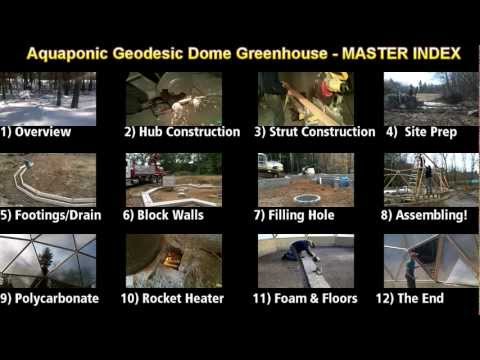 Aquaponic Geodesic Dome Greenhouse - MASTER INDEX
1) Overview
2) Hub Construction
3) Strut Construction
4) Site Prep
5) Footings/Drain
6) Block Walls
7) Filling Hole
8) Assembling!
9) Polycarbonate
10) Rocket Heater
11) Foam & Floors
12) The End